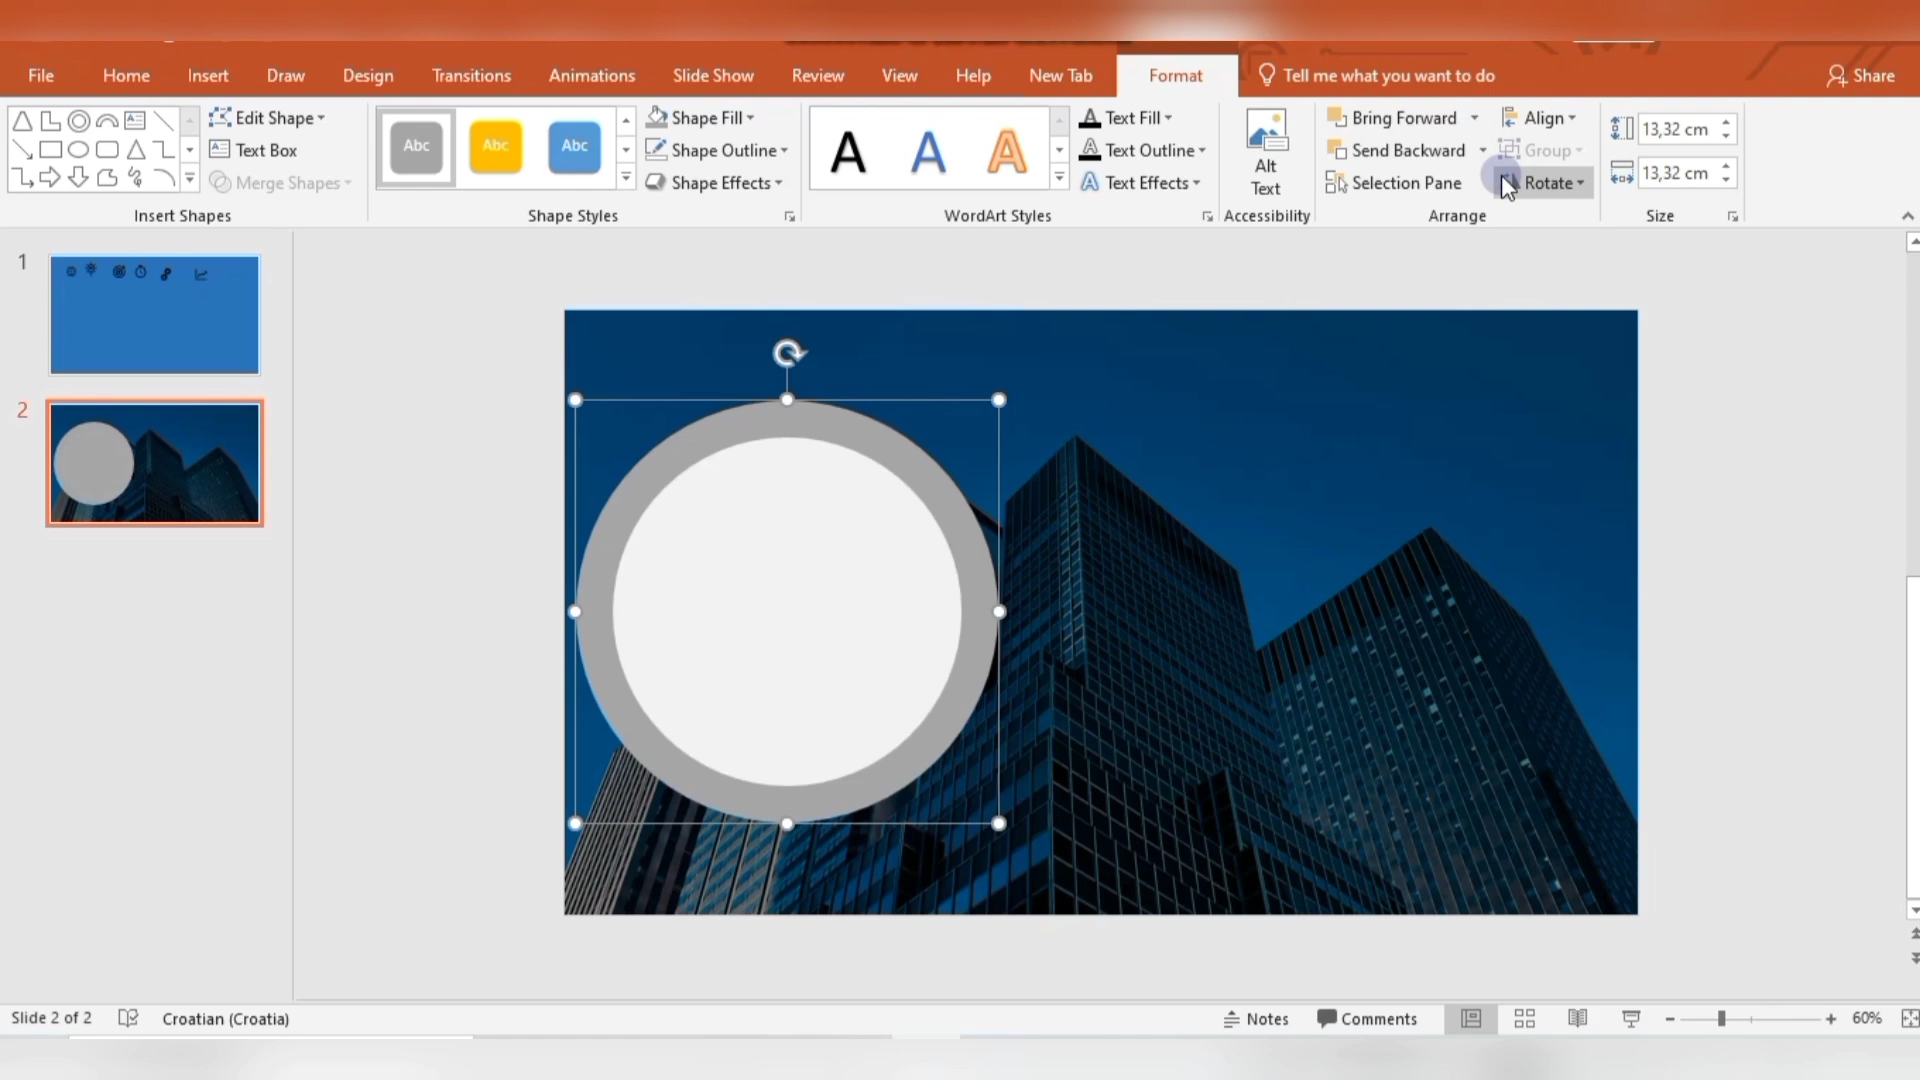 File Home Insert Draw Design Transitions Animations Slide Show Review View Help New Tab Format Tell me what you want to do Share
Edit Shape
Text Box
Merge Shapes
Insert Shapes
Abc Abc Abc
Shape Fill
Shape Outline
Shape Effects
Shape Styles
A A A
Text Fill
Text Outline
Text Effects
WordArt Styles
Alt
Text
Accessibility
Bring Forward
Send Backward
Selection Pane
Align
Group
Rotate
Arrange
13,32 cm
13,32 cm
Size
1
2
Slide 2 of 2 Croatian (Croatia) Notes Comments 60%